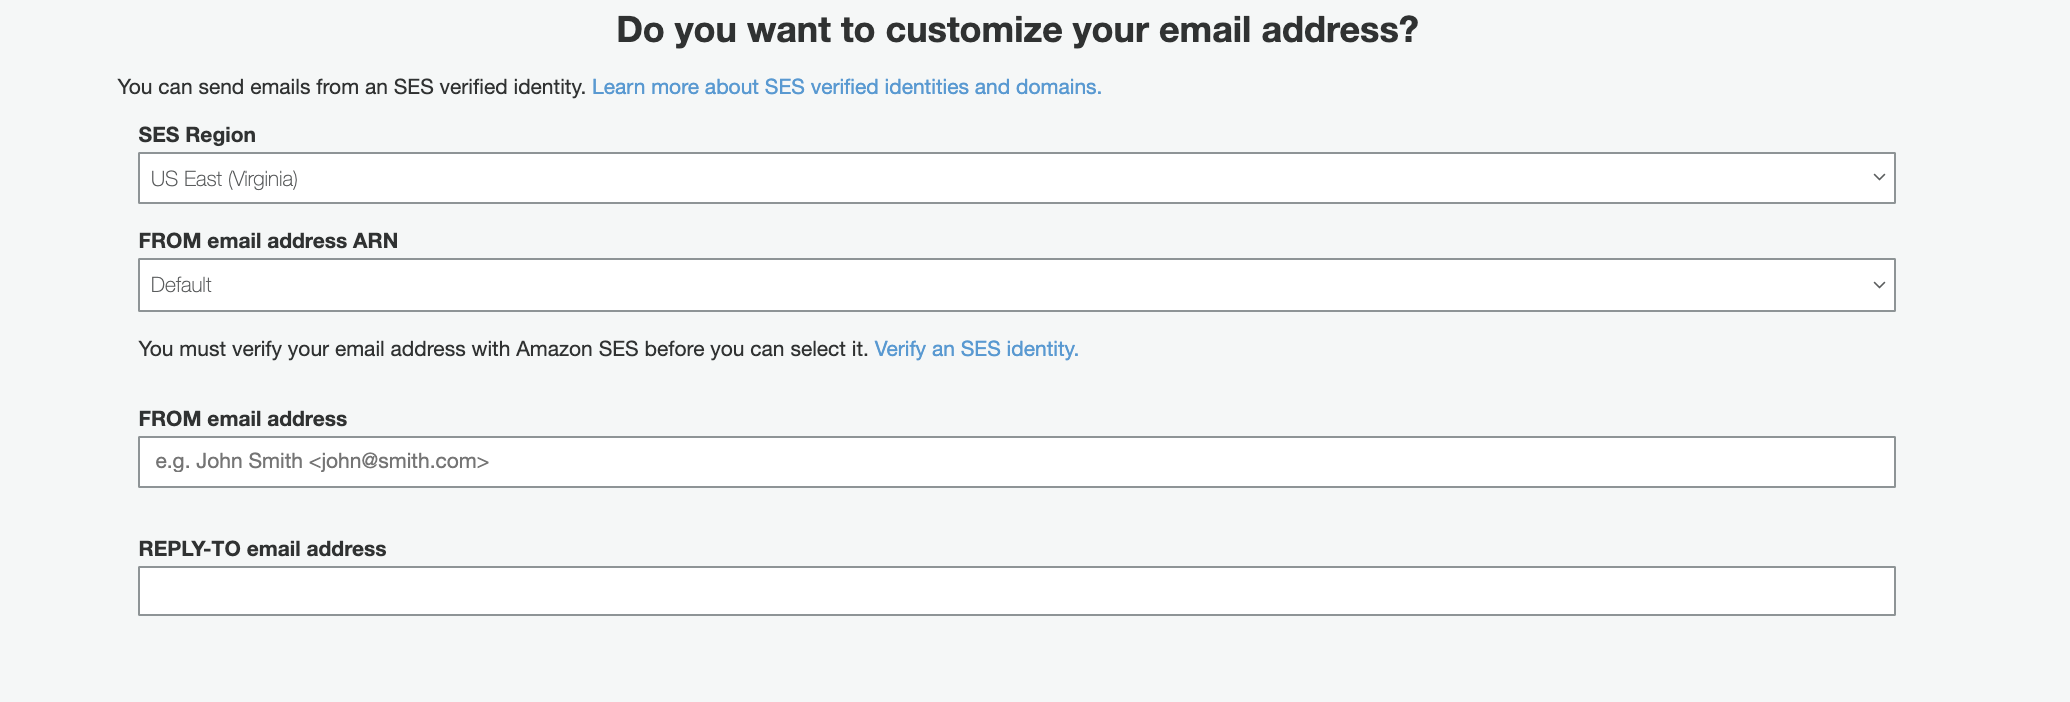 Do you want to customize your email address?
You can send emails from an SES verified identity. Learn more about SES verified identities and domains.
SES Region
US East (Virginia)
FROM email address ARN
Default
You must verify your email address with Amazon SES before you can select it. Verify an SES identity.
FROM email address
e.g. John Smith <john@smith.com>
REPLY-TO email address